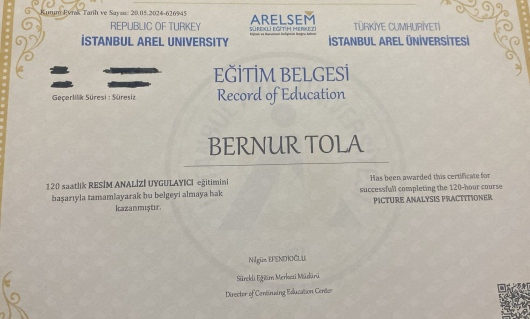 Kurum Evrak Tarih ve Sayısı: 20.05.2024-626945
REPUBLIC OF TURKEY
İSTANBUL AREL UNIVERSITY
ARELSEM
SÜREKLİ EĞİTİM MERKEZİ
TÜRKİYE CUMHURİYETİ
İSTANBUL AREL ÜNİVERSİTESİ
Geçerlilik Süresi : Süresiz
EĞİTİM BELGESİ
Record of Education
BERNUR TOLA
120 saatlik RESİM ANALİZİ UYGULAYICI eğitimini
başarıyla tamamlayarak bu belgeyi almaya hak
kazanmıştır.
Has been awarded this certificate for
successfull completing the 120-hour course
PICTURE ANALYSIS PRACTITIONER
Nilgün EFENDİOĞLU
Sürekli Eğitim Merkezi Müdürü
Director of Continuing Education Center